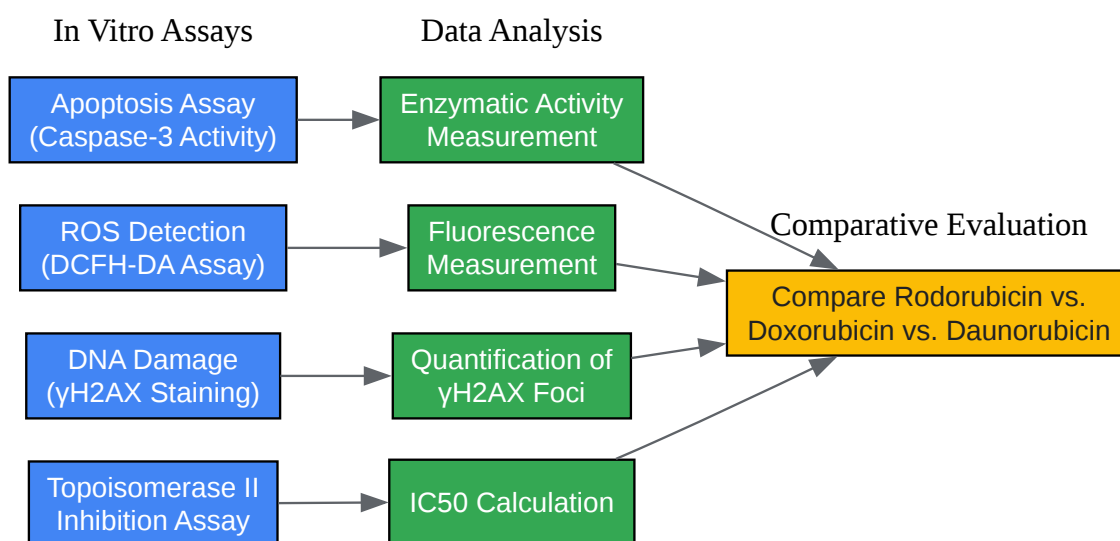 In Vitro Assays
Data Analysis
Apoptosis Assay
(Caspase-3 Activity)
Enzymatic Activity
Measurement
ROS Detection
(DCFH-DA Assay)
Fluorescence
Measurement
Comparative Evaluation
Compare Rodorubicin vs.
Doxorubicin vs. Daunorubicin
DNA Damage
(γH2AX Staining)
Quantification of
γH2AX Foci
Topoisomerase II
Inhibition Assay
IC50 Calculation